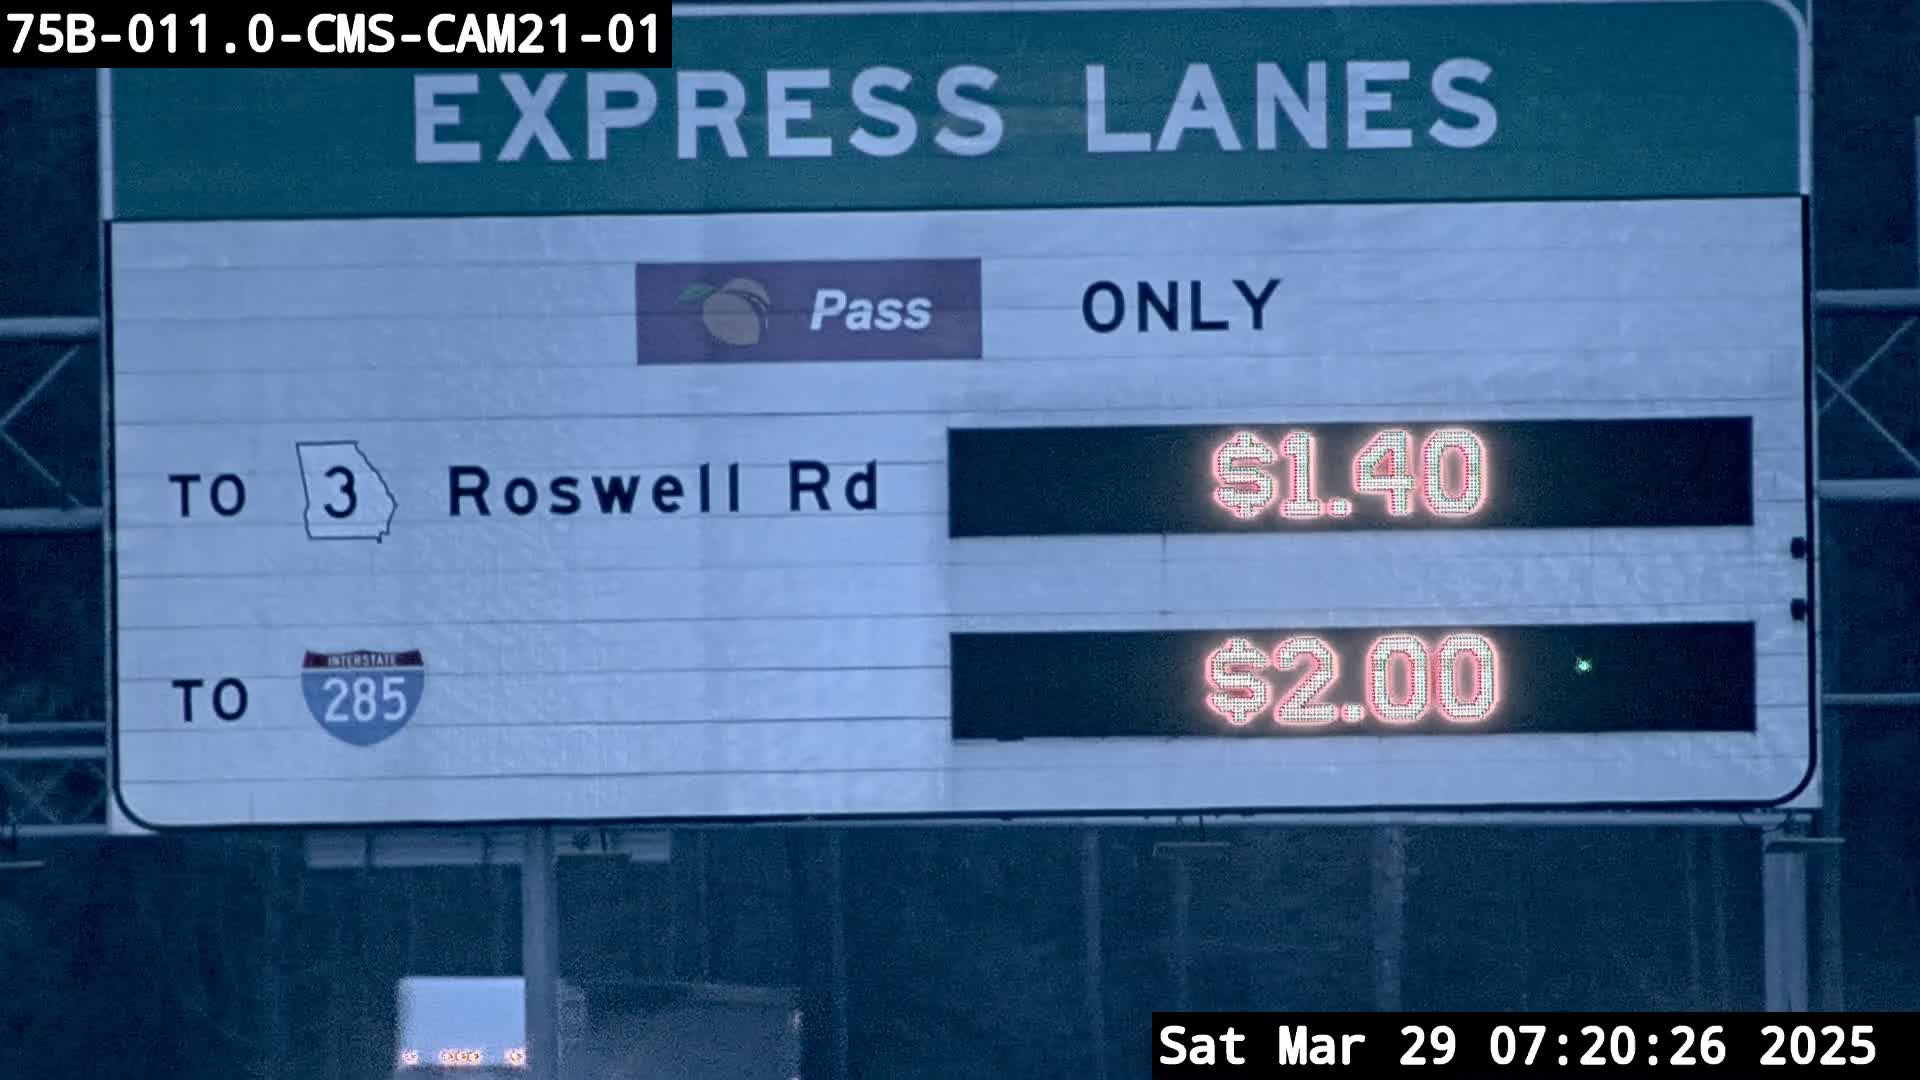 75B-011.0-CMS-CAM21-01
EXPRESS LANES
Pass ONLY
TO 3 Roswell Rd $1.40
TO INTERSTATE 285 $2.00
Sat Mar 29 07:20:26 2025